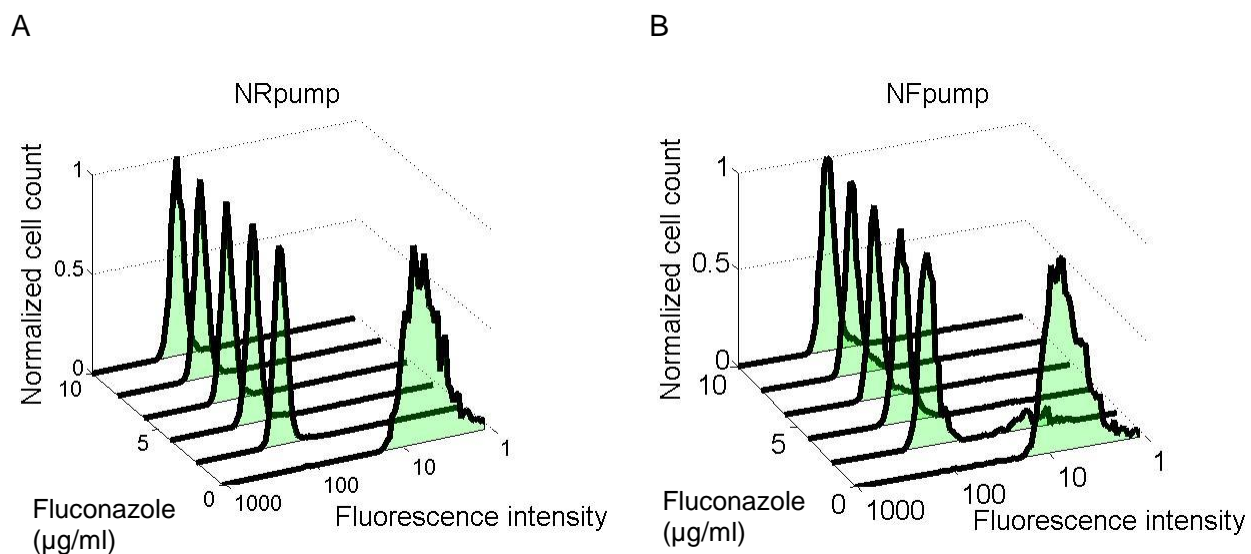 A
NRpump
Normalized cell count
1
0.5
0
10
5
0
1000
100
10
1
Fluconazole
(µg/ml)
Fluorescence intensity
B
NFpump
Normalized cell count
1
0.5
0
10
5
0
1000
100
10
1
Fluconazole
(µg/ml)
Fluorescence intensity